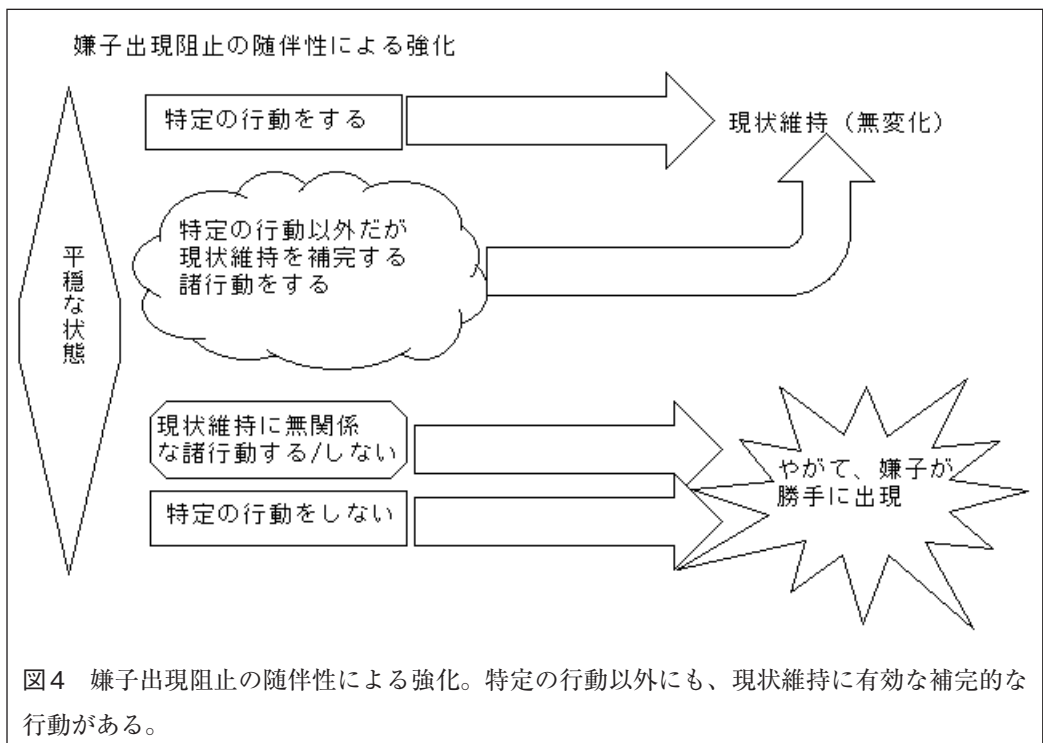 嫌子出現阻止の随伴性による強化
特定の行動をする
現状維持（無変化）
特定の行動以外だが
現状維持を補完する
諸行動をする
平穏な状態
現状維持に無関係
な諸行動する/しない
やがて、嫌子が
勝手に出現
特定の行動をしない
図4　嫌子出現阻止の随伴性による強化。特定の行動以外にも、現状維持に有効な補完的な
行動がある。